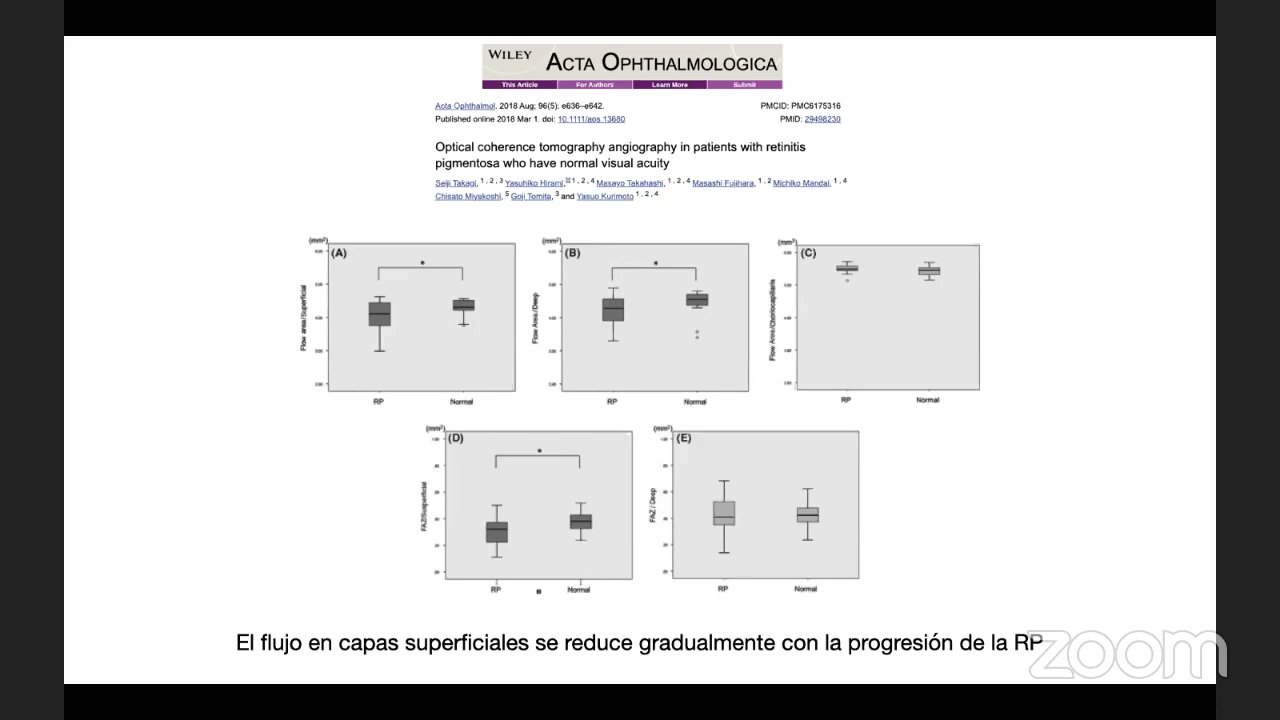 WILEY ACTA OPHTHALMOLOGICA
This Article For Authors Learn More Submit
Acta Ophthalmol. 2018 Aug; 96(5): e636–e642. PMCID: PMC6175316
Published online 2018 Mar 1. doi: 10.1111/aos.13680 PMID: 29498230
Optical coherence tomography angiography in patients with retinitis
pigmentosa who have normal visual acuity
Seiji Takagi, 1, 2, 3 Yasuhiko Hirami, ✉ 1, 2, 4 Masayo Takahashi, 1, 2, 4 Masashi Fujihara, 1, 2 Michiko Mandai, 1, 4
Chisato Miyakoshi, 5 Goji Tomita, 3 and Yasuo Kurimoto 1, 2, 4
(mm²) (A) *
Flow area/Superficial
RP Normal
(mm²) (B) *
Flow Area/Deep
RP Normal
(mm²) (C)
Flow Area/Choriocapillaris
RP Normal
(mm²) (D) *
FAZ/Superficial
RP Normal
(mm²) (E)
FAZ/Deep
RP Normal
El flujo en capas superficiales se reduce gradualmente con la progresión de la RP
zoom